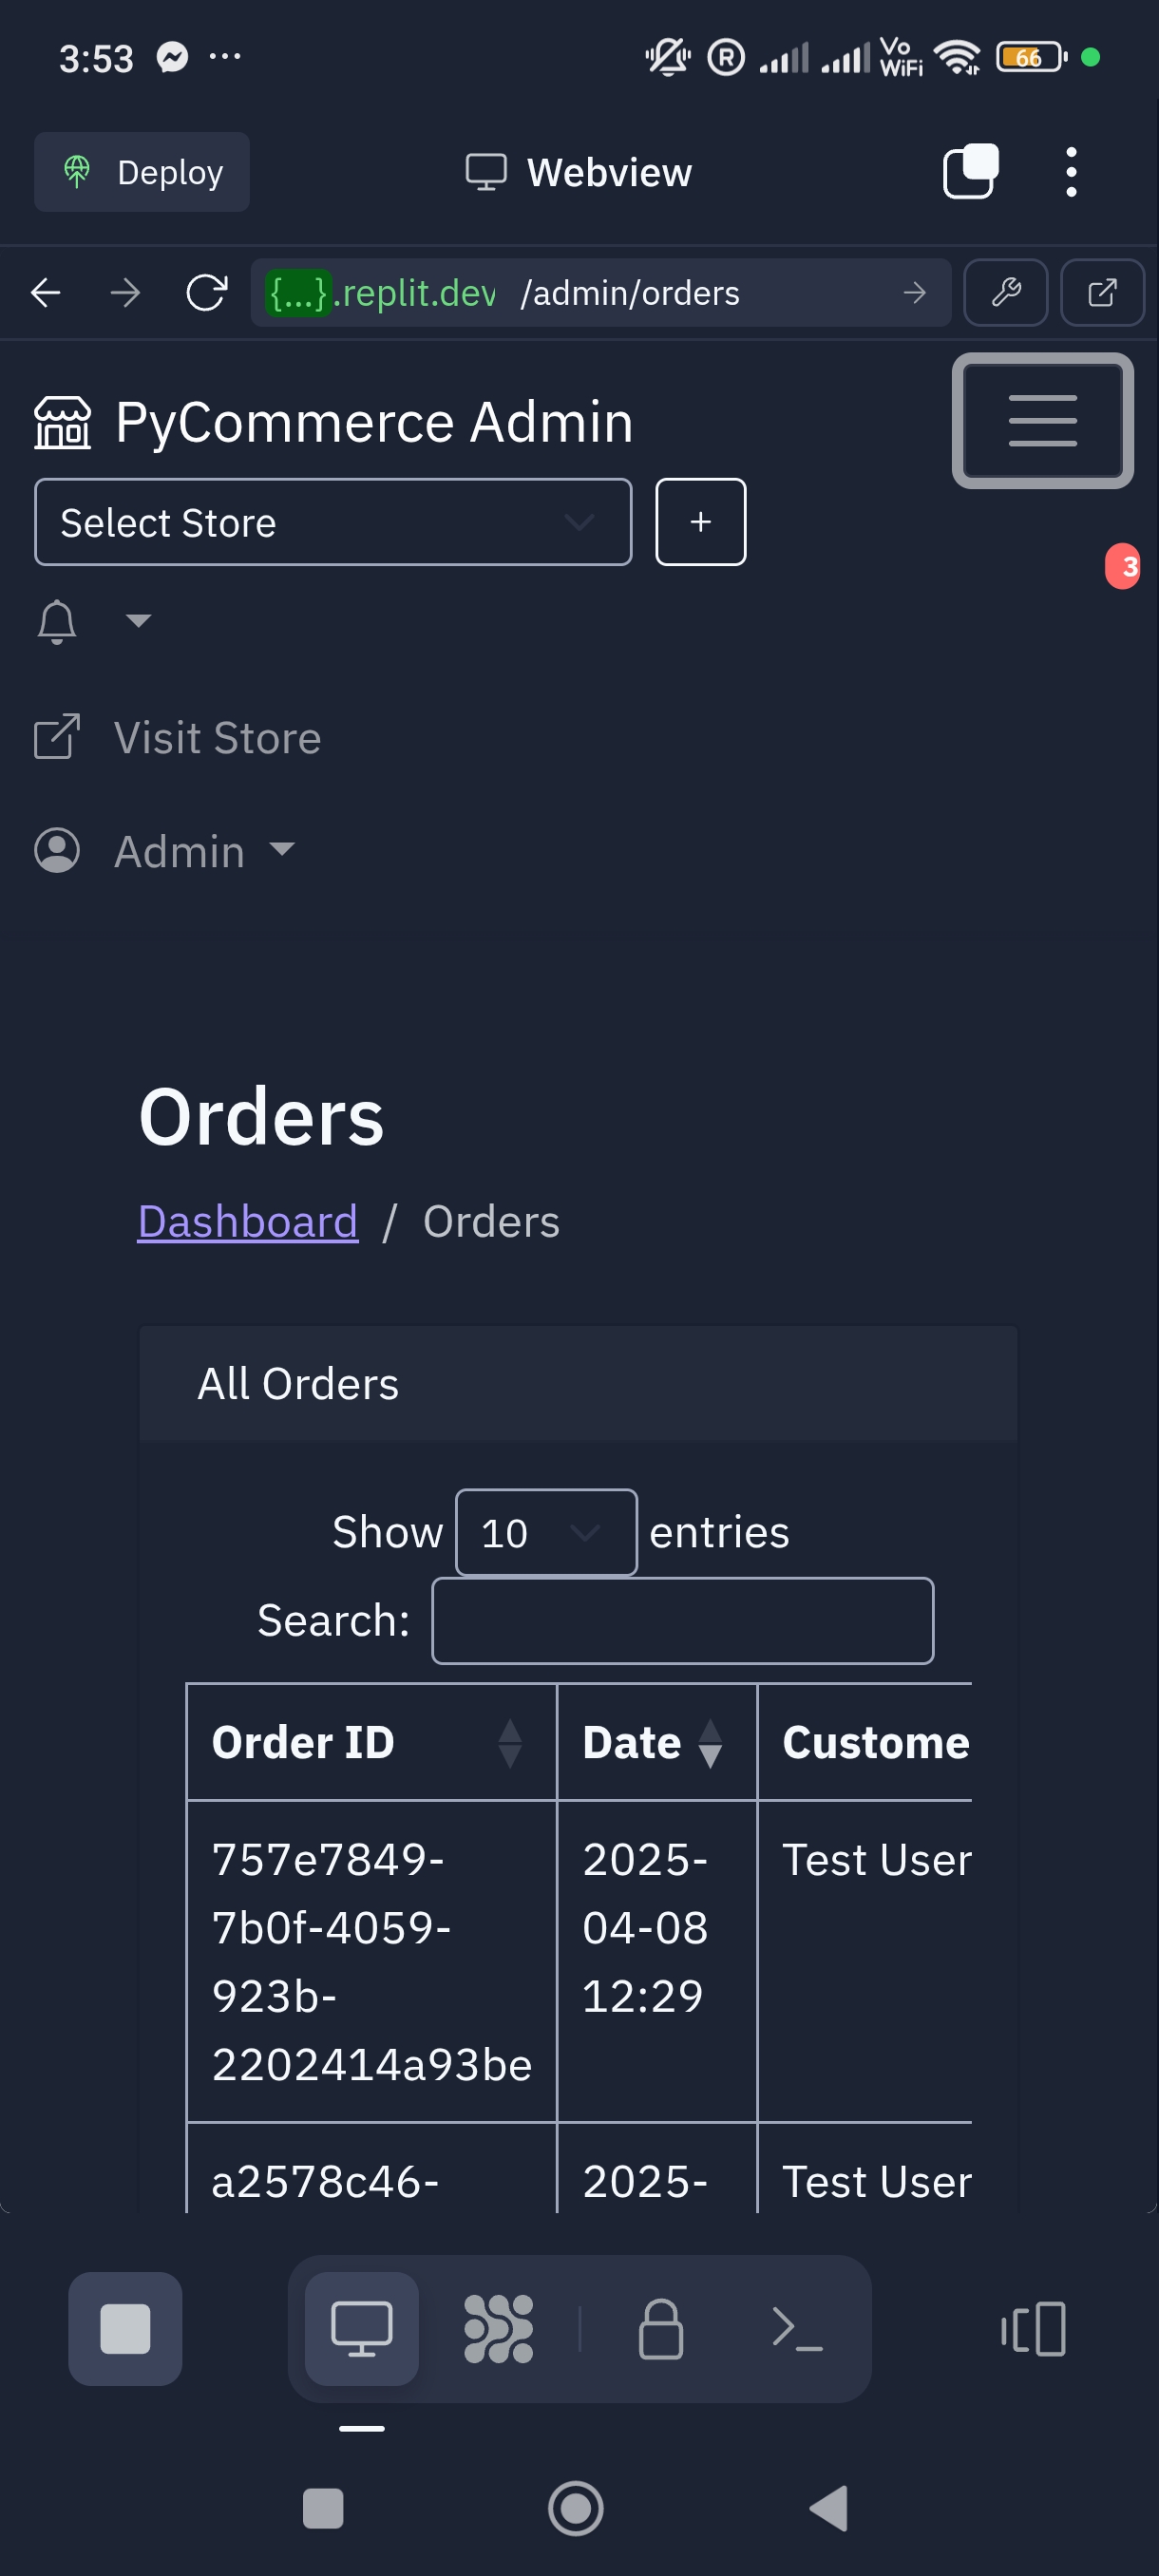 3:53
R
Vo
WiFi
66
Deploy
Webview
{...}.replit.dev /admin/orders
PyCommerce Admin
Select Store
+
3
Visit Store
Admin
Orders
Dashboard / Orders
All Orders
Show 10 entries
Search:
Order ID Date Custome
757e7849- 2025- Test User
7b0f-4059- 04-08
923b- 12:29
2202414a93be
a2578c46- 2025- Test User